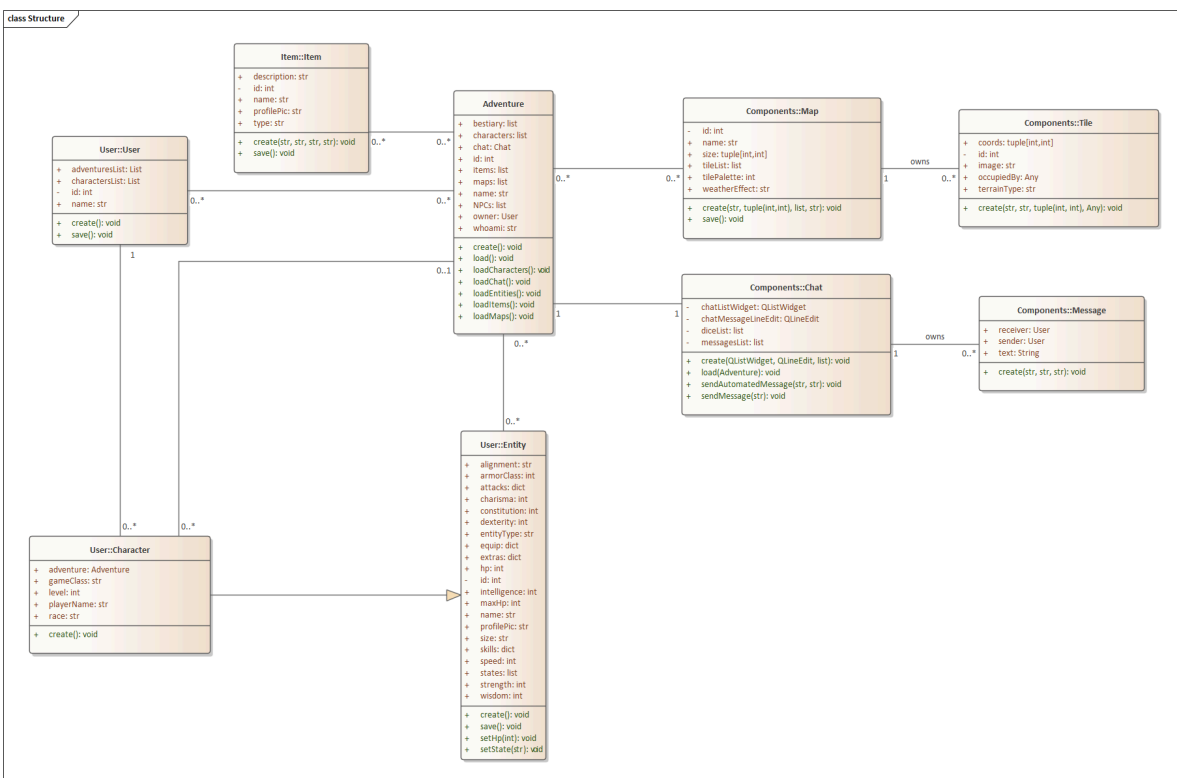 class Structure
Item::Item
+ description: str
- id: int
+ name: str
+ profilePic: str
+ type: str
+ create(str, str, str, str): void
+ save(): void
0..*
0..*
User::User
+ adventuresList: List
+ charactersList: List
- id: int
+ name: str
+ create(): void
+ save(): void
0..*
0..*
1
Adventure
+ bestiary: list
+ characters: list
+ chat: Chat
+ id: int
+ items: list
+ maps: list
+ name: str
+ NPCs: list
+ owner: User
+ whoami: str
+ create(): void
+ load(): void
+ loadCharacters(): void
+ loadChat(): void
+ loadEntities(): void
+ loadItems(): void
+ loadMaps(): void
0..1
0..*
0..*
Components::Map
- id: int
+ name: str
+ size: tuple[int,int]
+ tileList: list
+ tilePalette: int
+ weatherEffect: str
+ create(str, tuple(int,int), list, str): void
+ save(): void
owns
1
0..*
Components::Tile
+ coords: tuple[int,int]
- id: int
+ image: str
+ occupiedBy: Any
+ terrainType: str
+ create(str, str, tuple(int, int), Any): void
1
1
Components::Chat
- chatListWidget: QListWidget
- chatMessageLineEdit: QLineEdit
- diceList: list
- messagesList: list
+ create(QListWidget, QLineEdit, list): void
+ load(Adventure): void
+ sendAutomatedMessage(str, str): void
+ sendMessage(str): void
owns
1
0..*
Components::Message
+ receiver: User
+ sender: User
+ text: String
+ create(str, str, str): void
0..*
0..*
User::Entity
+ alignment: str
+ armorClass: int
+ attacks: dict
+ charisma: int
+ constitution: int
+ dexterity: int
+ entityType: str
+ equip: dict
+ extras: dict
+ hp: int
- id: int
+ intelligence: int
+ maxHp: int
+ name: str
+ profilePic: str
+ size: str
+ skills: dict
+ speed: int
+ states: list
+ strength: int
+ wisdom: int
+ create(): void
+ save(): void
+ setHp(int): void
+ setState(str): void
0..*
0..*
User::Character
+ adventure: Adventure
+ gameClass: str
+ level: int
+ playerName: str
+ race: str
+ create(): void